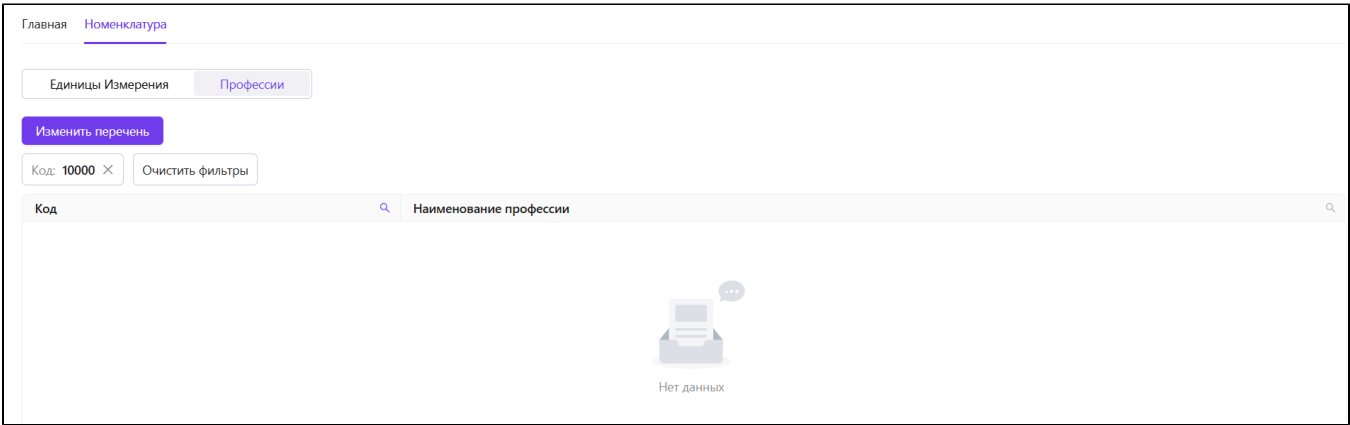 Главная Номенклатура
Единицы Измерения Профессии
Изменить перечень
Код: 10000 Очистить фильтры
Код Наименование профессии
Нет данных